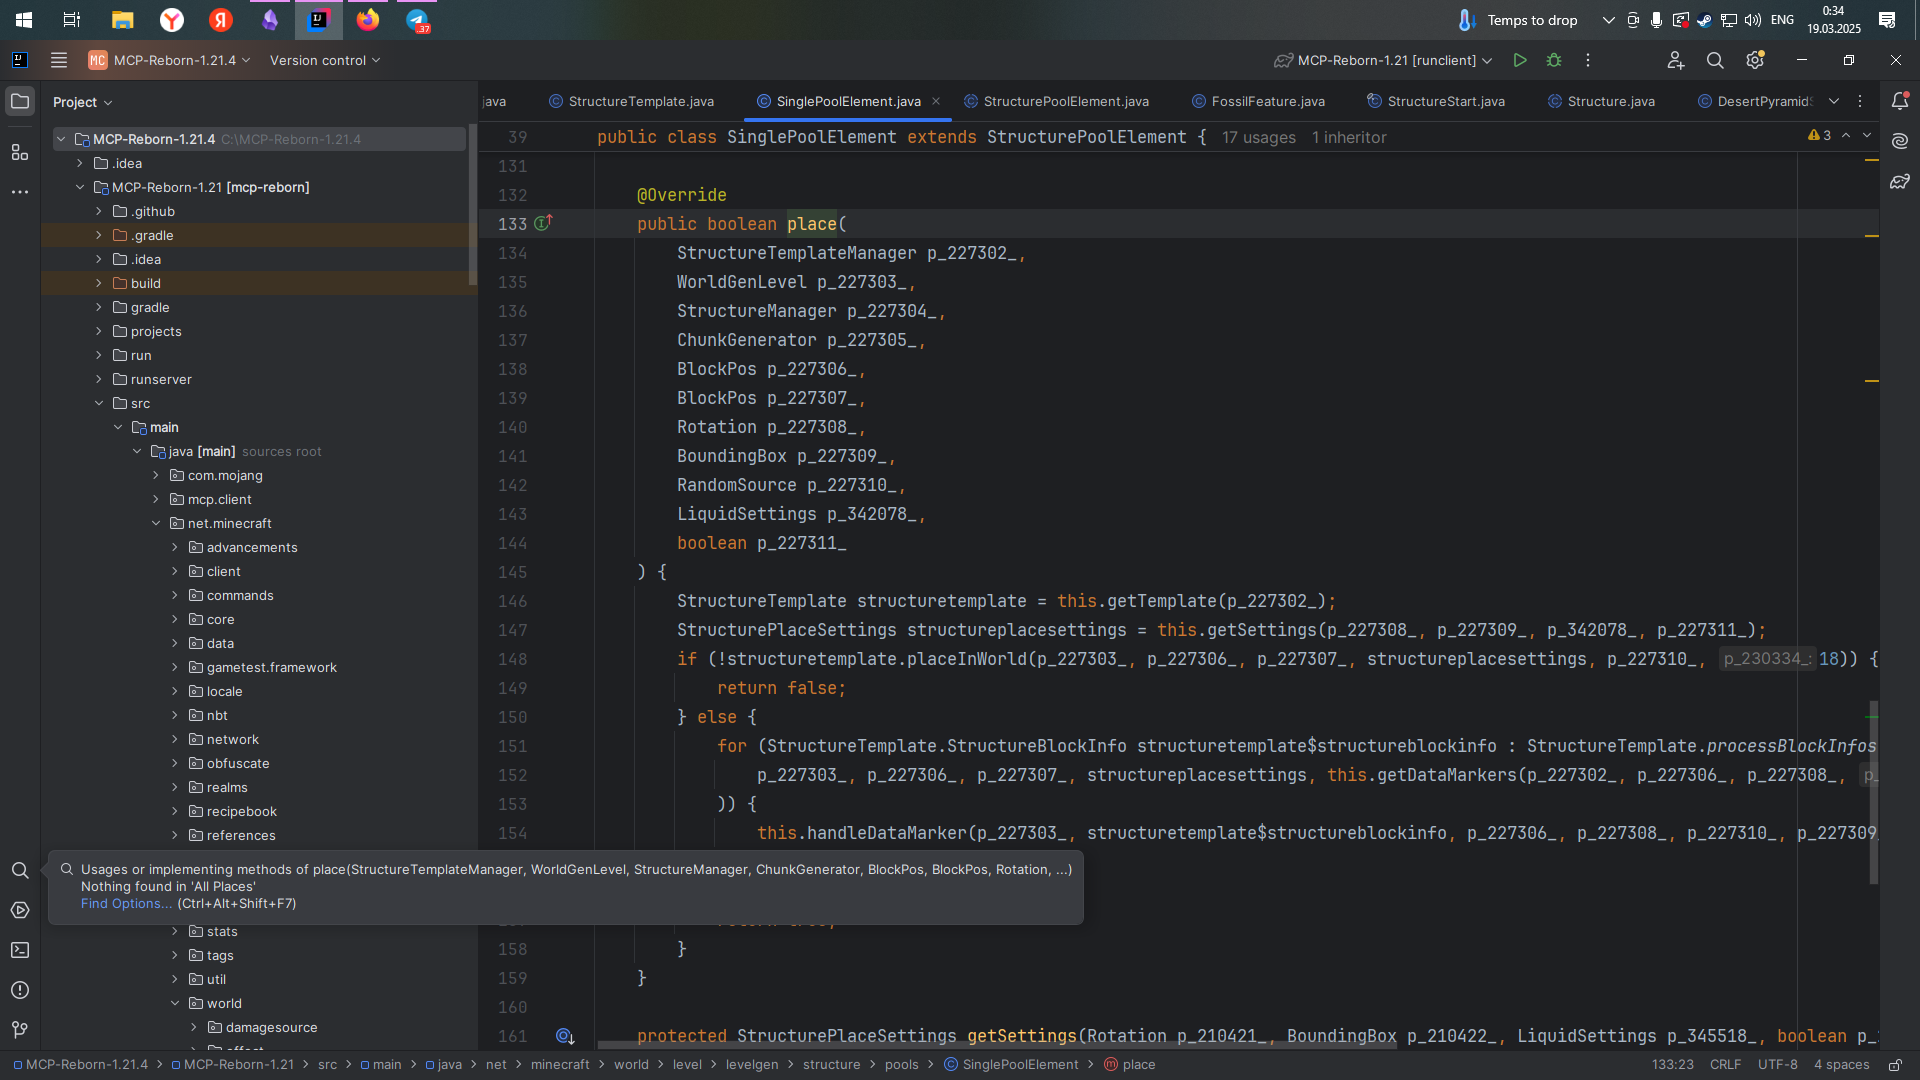 Temps to drop
ENG
0:34
19.03.2025
37
MC MCP-Reborn-1.21.4
Version control
MCP-Reborn-1.21 [runclient]
Project
java
StructureTemplate.java
SinglePoolElement.java
StructurePoolElement.java
FossilFeature.java
StructureStart.java
Structure.java
DesertPyramidS
MCP-Reborn-1.21.4 C:\MCP-Reborn-1.21.4
.idea
MCP-Reborn-1.21 [mcp-reborn]
.github
.gradle
.idea
build
gradle
projects
run
runserver
src
main
java [main] sources root
com.mojang
mcp.client
net.minecraft
advancements
client
commands
core
data
gametest.framework
locale
nbt
network
obfuscate
realms
recipebook
references
stats
tags
util
world
damagesource
39 public class SinglePoolElement extends StructurePoolElement { 17 usages 1 inheritor
3
131
132 @Override
133 public boolean place(
134 StructureTemplateManager p_227302_,
135 WorldGenLevel p_227303_,
136 StructureManager p_227304_,
137 ChunkGenerator p_227305_,
138 BlockPos p_227306_,
139 BlockPos p_227307_,
140 Rotation p_227308_,
141 BoundingBox p_227309_,
142 RandomSource p_227310_,
143 LiquidSettings p_342078_,
144 boolean p_227311_
145 ) {
146 StructureTemplate structuretemplate = this.getTemplate(p_227302_);
147 StructurePlaceSettings structureplacesettings = this.getSettings(p_227308_, p_227309_, p_342078_, p_227311_);
148 if (!structuretemplate.placeInWorld(p_227303_, p_227306_, p_227307_, structureplacesettings, p_227310_, p_230334_: 18)) {
149 return false;
150 } else {
151 for (StructureTemplate.StructureBlockInfo structuretemplate$structureblockinfo : StructureTemplate.processBlockInfos
152 p_227303_, p_227306_, p_227307_, structureplacesettings, this.getDataMarkers(p_227302_, p_227306_, p_227308_, p_
153 )) {
154 this.handleDataMarker(p_227303_, structuretemplate$structureblockinfo, p_227306_, p_227308_, p_227310_, p_227309_
Usages or implementing methods of place(StructureTemplateManager, WorldGenLevel, StructureManager, ChunkGenerator, BlockPos, BlockPos, Rotation, ...)
Nothing found in 'All Places'
Find Options... (Ctrl+Alt+Shift+F7)
158 }
159 }
160
161 protected StructurePlaceSettings getSettings(Rotation p_210421_, BoundingBox p_210422_, LiquidSettings p_345518_, boolean p_
MCP-Reborn-1.21.4 > MCP-Reborn-1.21 > src > main > java > net > minecraft > world > level > levelgen > structure > pools > SinglePoolElement > place
133:23 CRLF UTF-8 4 spaces